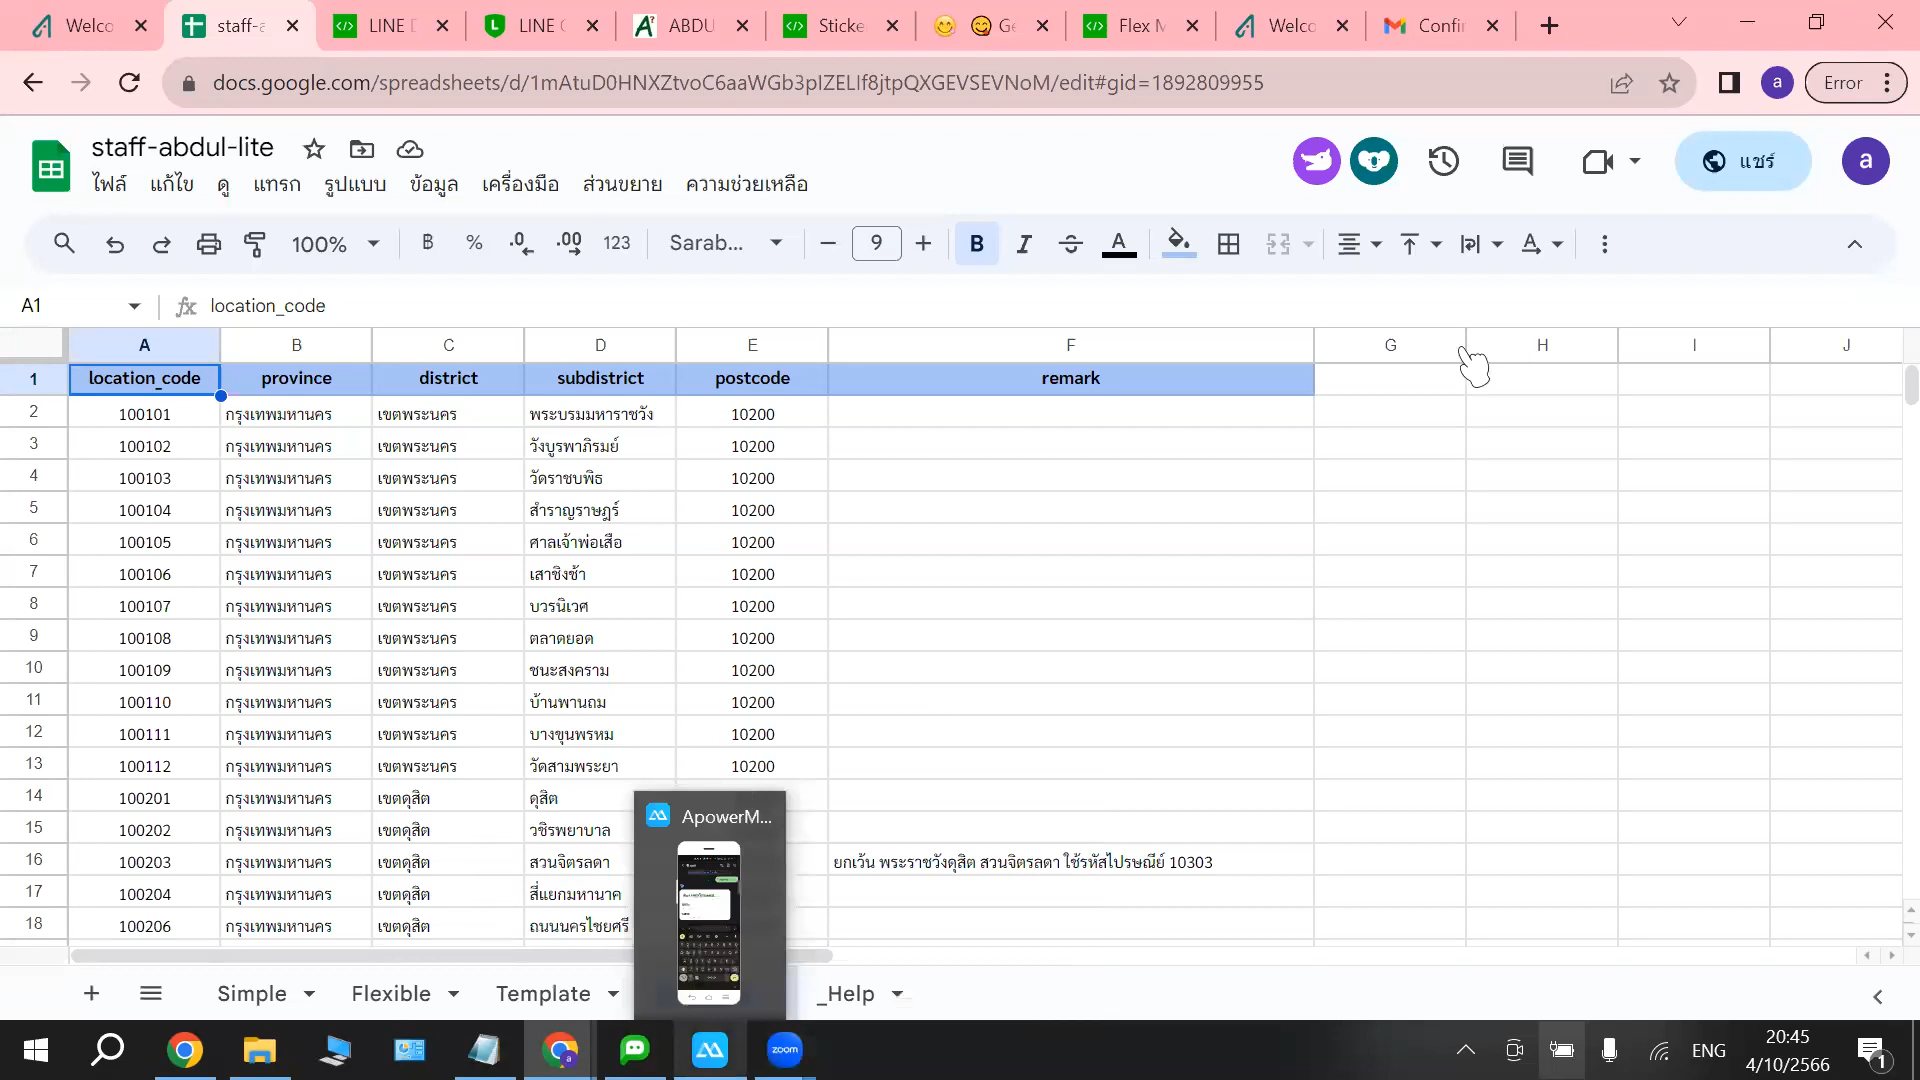 Welco
staff-a
LINE D
LINE C
ABDU
Sticke
Ge
Flex M
Welco
Confir
docs.google.com/spreadsheets/d/1mAtuD0HNXZtvoC6aaWGb3pIZELIf8jtpQXGEVSEVNoM/edit#gid=1892809955
a
Error
staff-abdul-lite
ไฟล์ แก้ไข ดู แทรก รูปแบบ ข้อมูล เครื่องมือ ส่วนขยาย ความช่วยเหลือ
แชร์
a
100% ฿ % .0 .00 123 Sarab... 9 B I A A
A1 fx location_code
A B C D E F G H I J
1 location_code province district subdistrict postcode remark
2 100101 กรุงเทพมหานคร เขตพระนคร พระบรมมหาราชวัง 10200
3 100102 กรุงเทพมหานคร เขตพระนคร วังบูรพาภิรมย์ 10200
4 100103 กรุงเทพมหานคร เขตพระนคร วัดราชบพิธ 10200
5 100104 กรุงเทพมหานคร เขตพระนคร สำราญราษฎร์ 10200
6 100105 กรุงเทพมหานคร เขตพระนคร ศาลเจ้าพ่อเสือ 10200
7 100106 กรุงเทพมหานคร เขตพระนคร เสาชิงช้า 10200
8 100107 กรุงเทพมหานคร เขตพระนคร บวรนิเวศ 10200
9 100108 กรุงเทพมหานคร เขตพระนคร ตลาดยอด 10200
10 100109 กรุงเทพมหานคร เขตพระนคร ชนะสงคราม 10200
11 100110 กรุงเทพมหานคร เขตพระนคร บ้านพานถม 10200
12 100111 กรุงเทพมหานคร เขตพระนคร บางขุนพรหม 10200
13 100112 กรุงเทพมหานคร เขตพระนคร วัดสามพระยา 10200
14 100201 กรุงเทพมหานคร เขตดุสิต ดุสิต
15 100202 กรุงเทพมหานคร เขตดุสิต วชิรพยาบาล
16 100203 กรุงเทพมหานคร เขตดุสิต สวนจิตรลดา ยกเว้น พระราชวังดุสิต สวนจิตรลดา ใช้รหัสไปรษณีย์ 10303
17 100204 กรุงเทพมหานคร เขตดุสิต สี่แยกมหานาค
18 100206 กรุงเทพมหานคร เขตดุสิต ถนนนครไชยศรี
ApowerM...
Simple Flexible Template _Help
zoom
ENG
20:45
4/10/2566
1